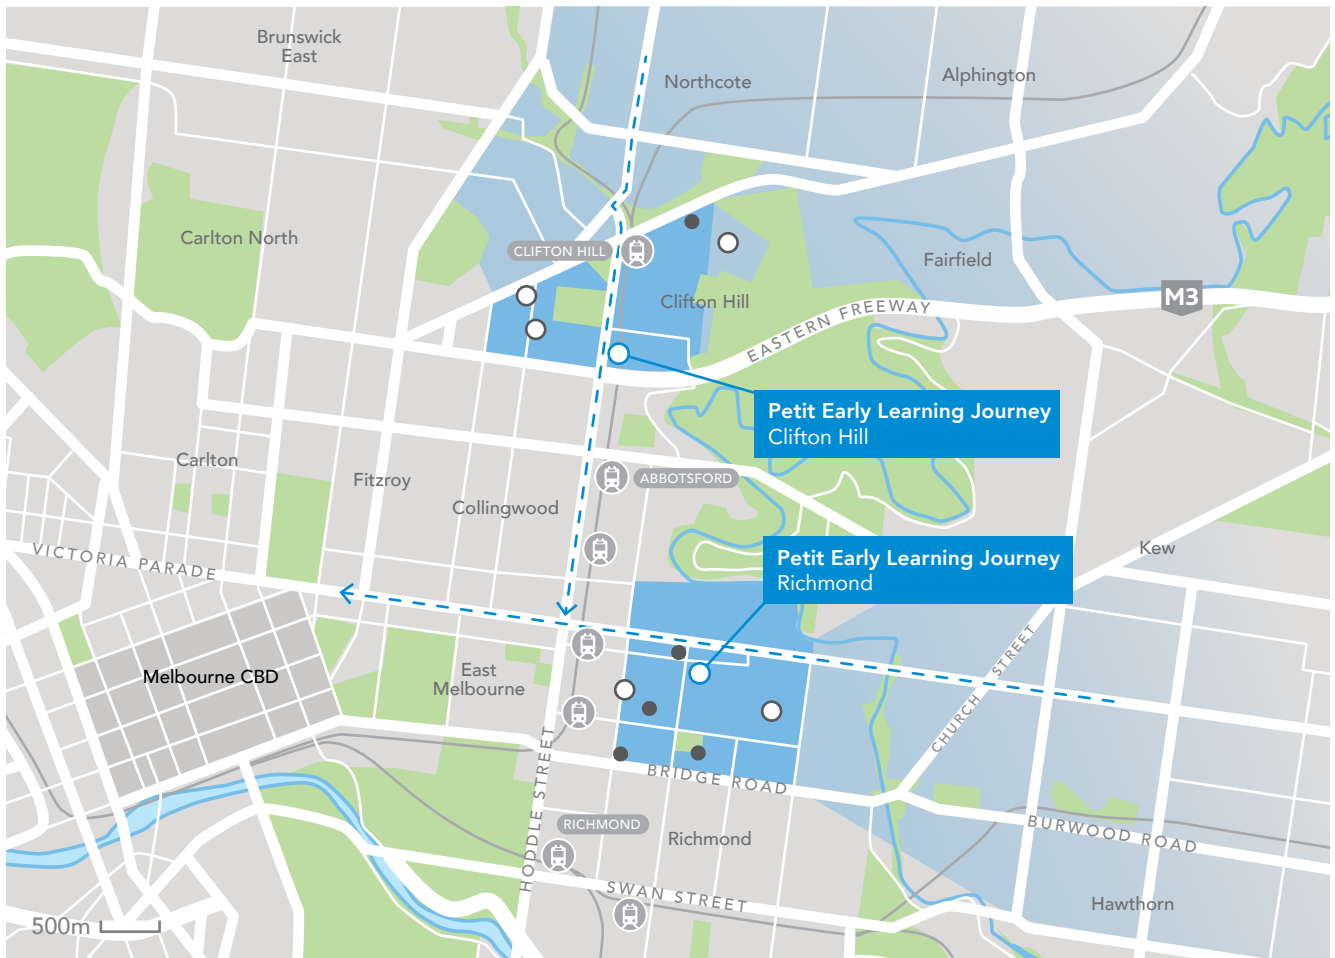 Brunswick
East
Northcote
Alphington
Carlton North
CLIFTON HILL
Fairfield
M3
Clifton Hill
EASTERN FREEWAY
Petit Early Learning Journey
Clifton Hill
Carlton
Fitzroy
ABBOTSFORD
Collingwood
VICTORIA PARADE
Petit Early Learning Journey
Richmond
Kew
Melbourne CBD
East
Melbourne
CHURCH STREET
HODDLE STREET
BRIDGE ROAD
RICHMOND
Richmond
BURWOOD ROAD
SWAN STREET
Hawthorn
500m